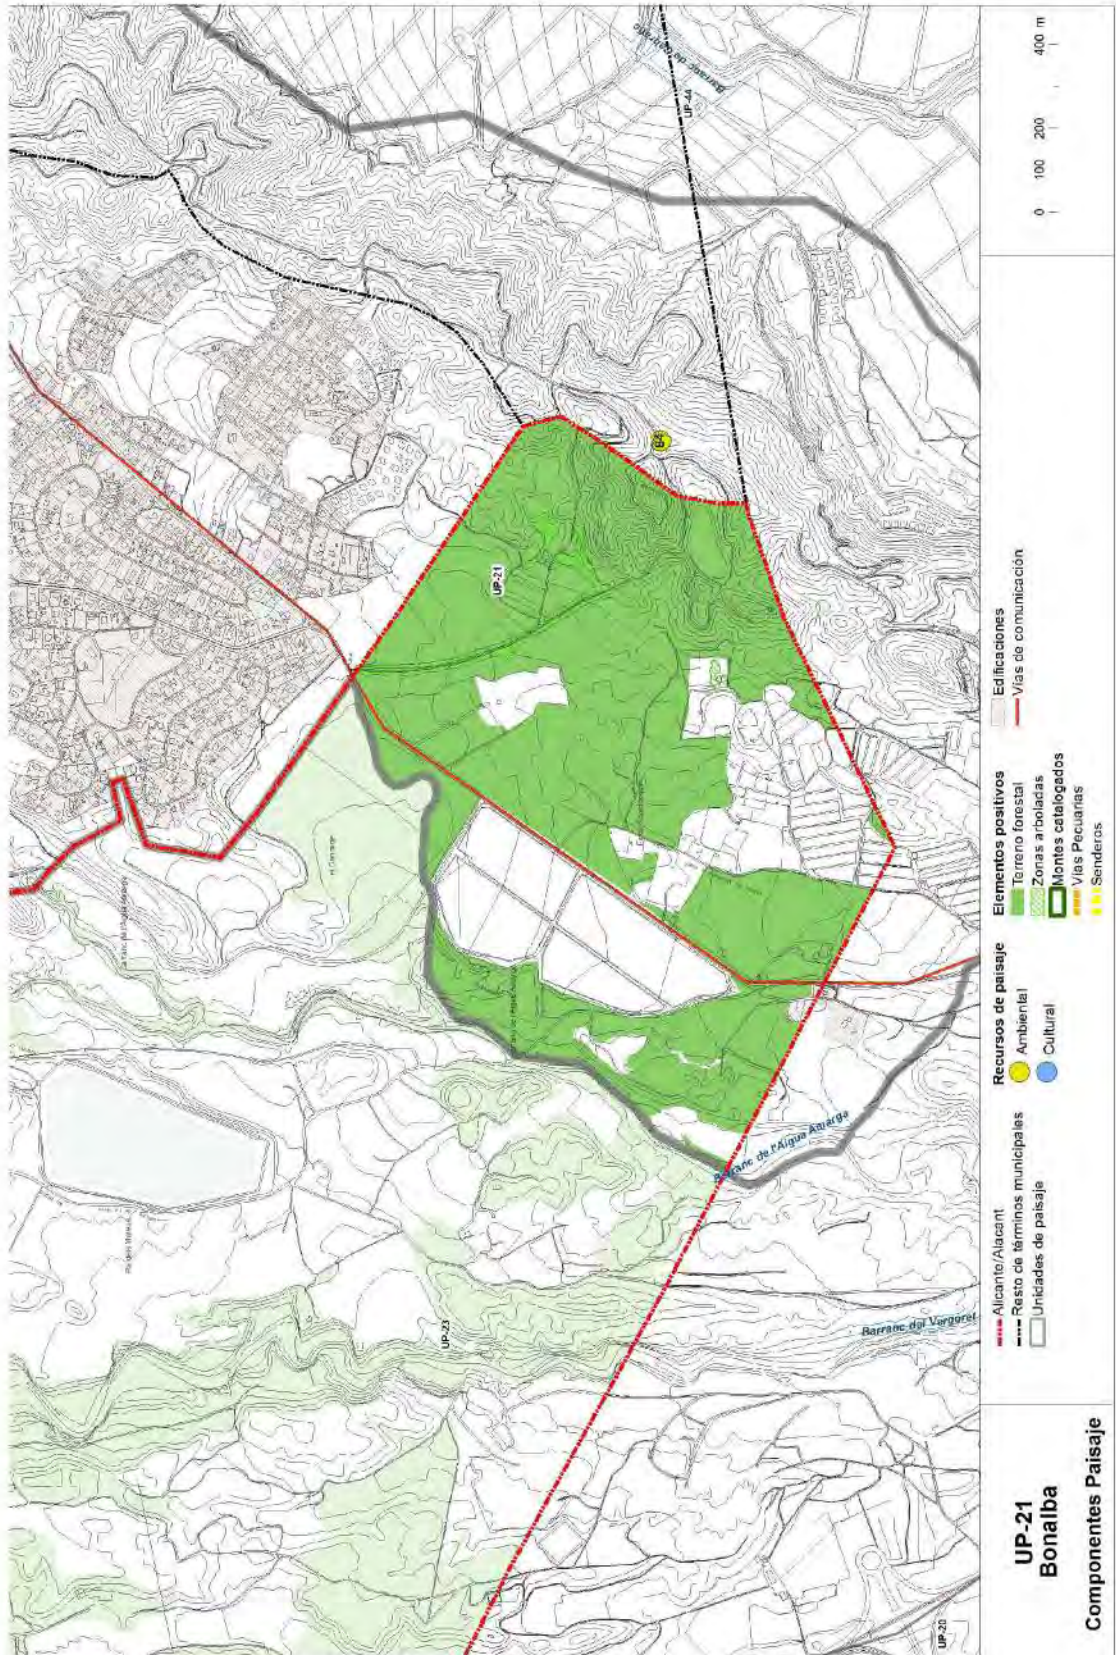 UP-21
Bonalba
Componentes Paisaje
Alicante/Alacant
Resto de términos municipales
Unidades de paisaje
Recursos de paisaje
Ambiental
Cultural
Elementos positivos
Terreno forestal
Zonas arboladas
Montes catalogados
Vías Pecuarias
Senderos
Edificaciones
Vías de comunicación
0 100 200 400 m
UP-20
UP-23
UP-21
UP-44
64
Barranc del Vergeret
Barranc de l'Aigua Amarga